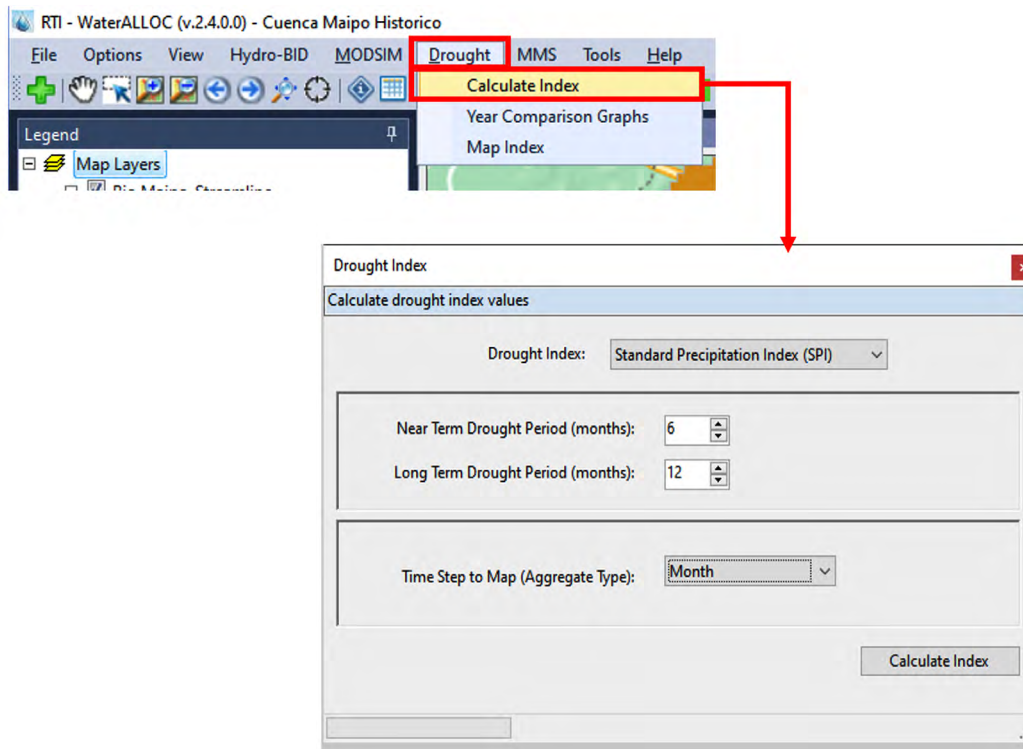 RTI - WaterALLOC (v.2.4.0.0) - Cuenca Maipo Historico
File Options View Hydro-BID MODSIM Drought MMS Tools Help
Calculate Index
Year Comparison Graphs
Map Index
Legend
Map Layers
Rio Maipo Streamline
Drought Index
Calculate drought index values
Drought Index: Standard Precipitation Index (SPI)
Near Term Drought Period (months): 6
Long Term Drought Period (months): 12
Time Step to Map (Aggregate Type): Month
Calculate Index